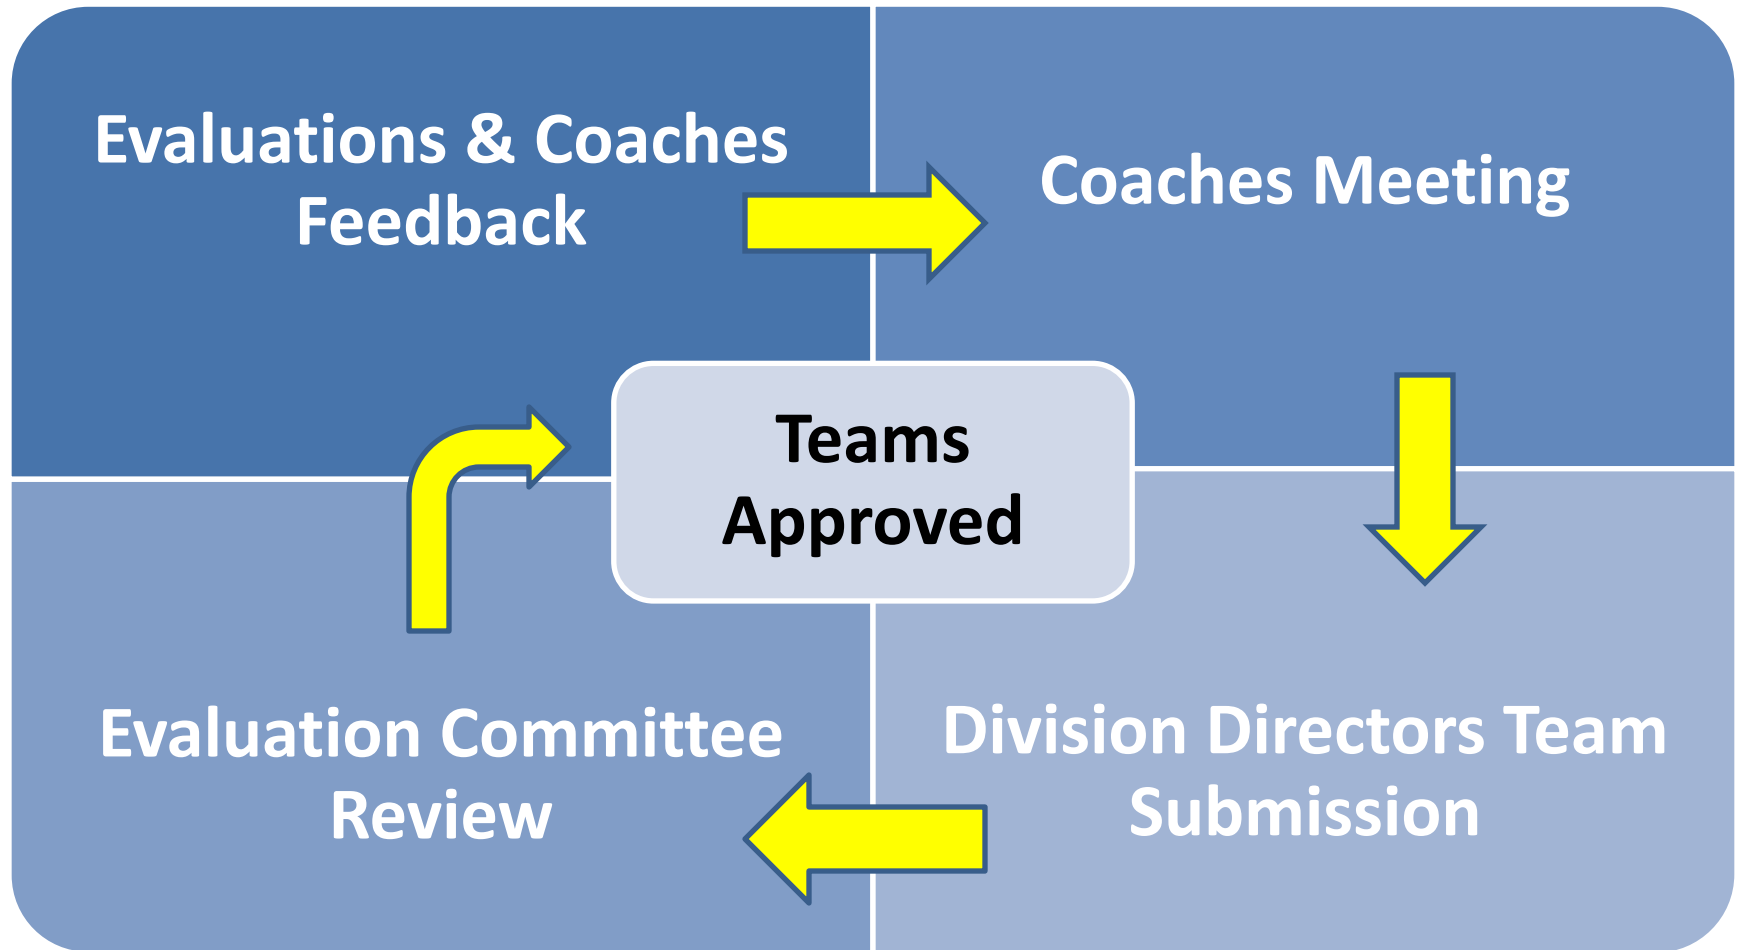 Evaluations & Coaches
Feedback
Coaches Meeting
Teams
Approved
Evaluation Committee
Review
Division Directors Team
Submission